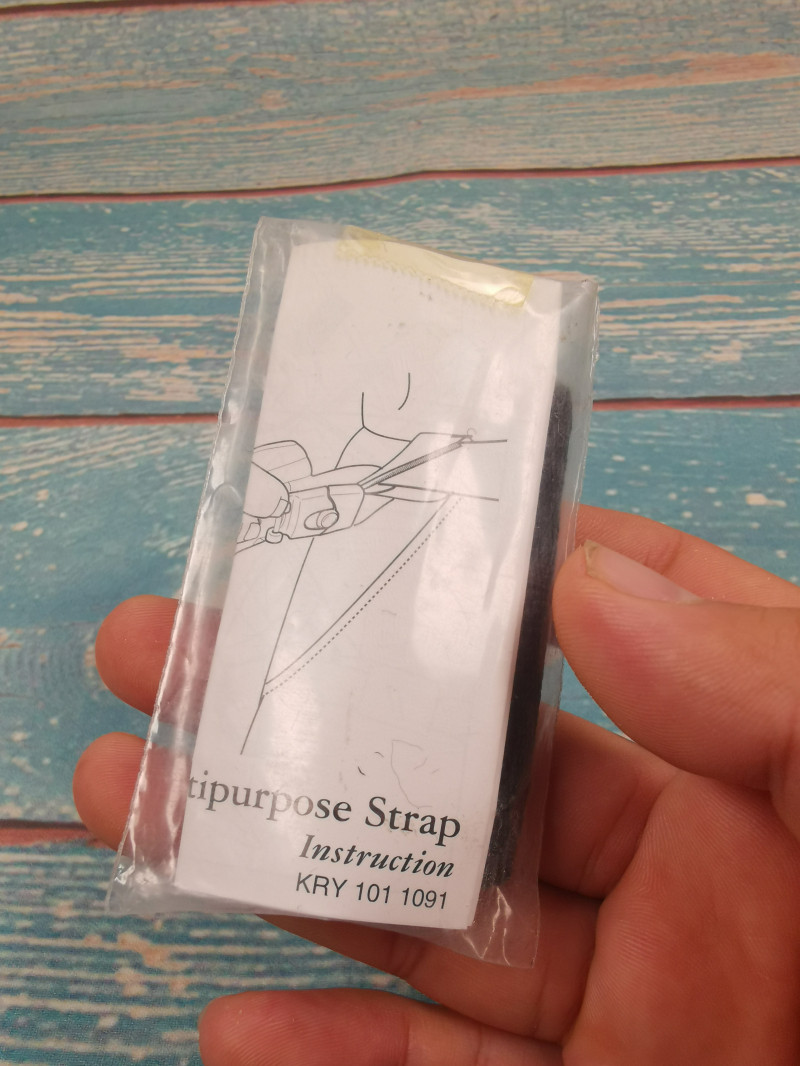 tipurpose Strap
Instruction
KRY 101 1091